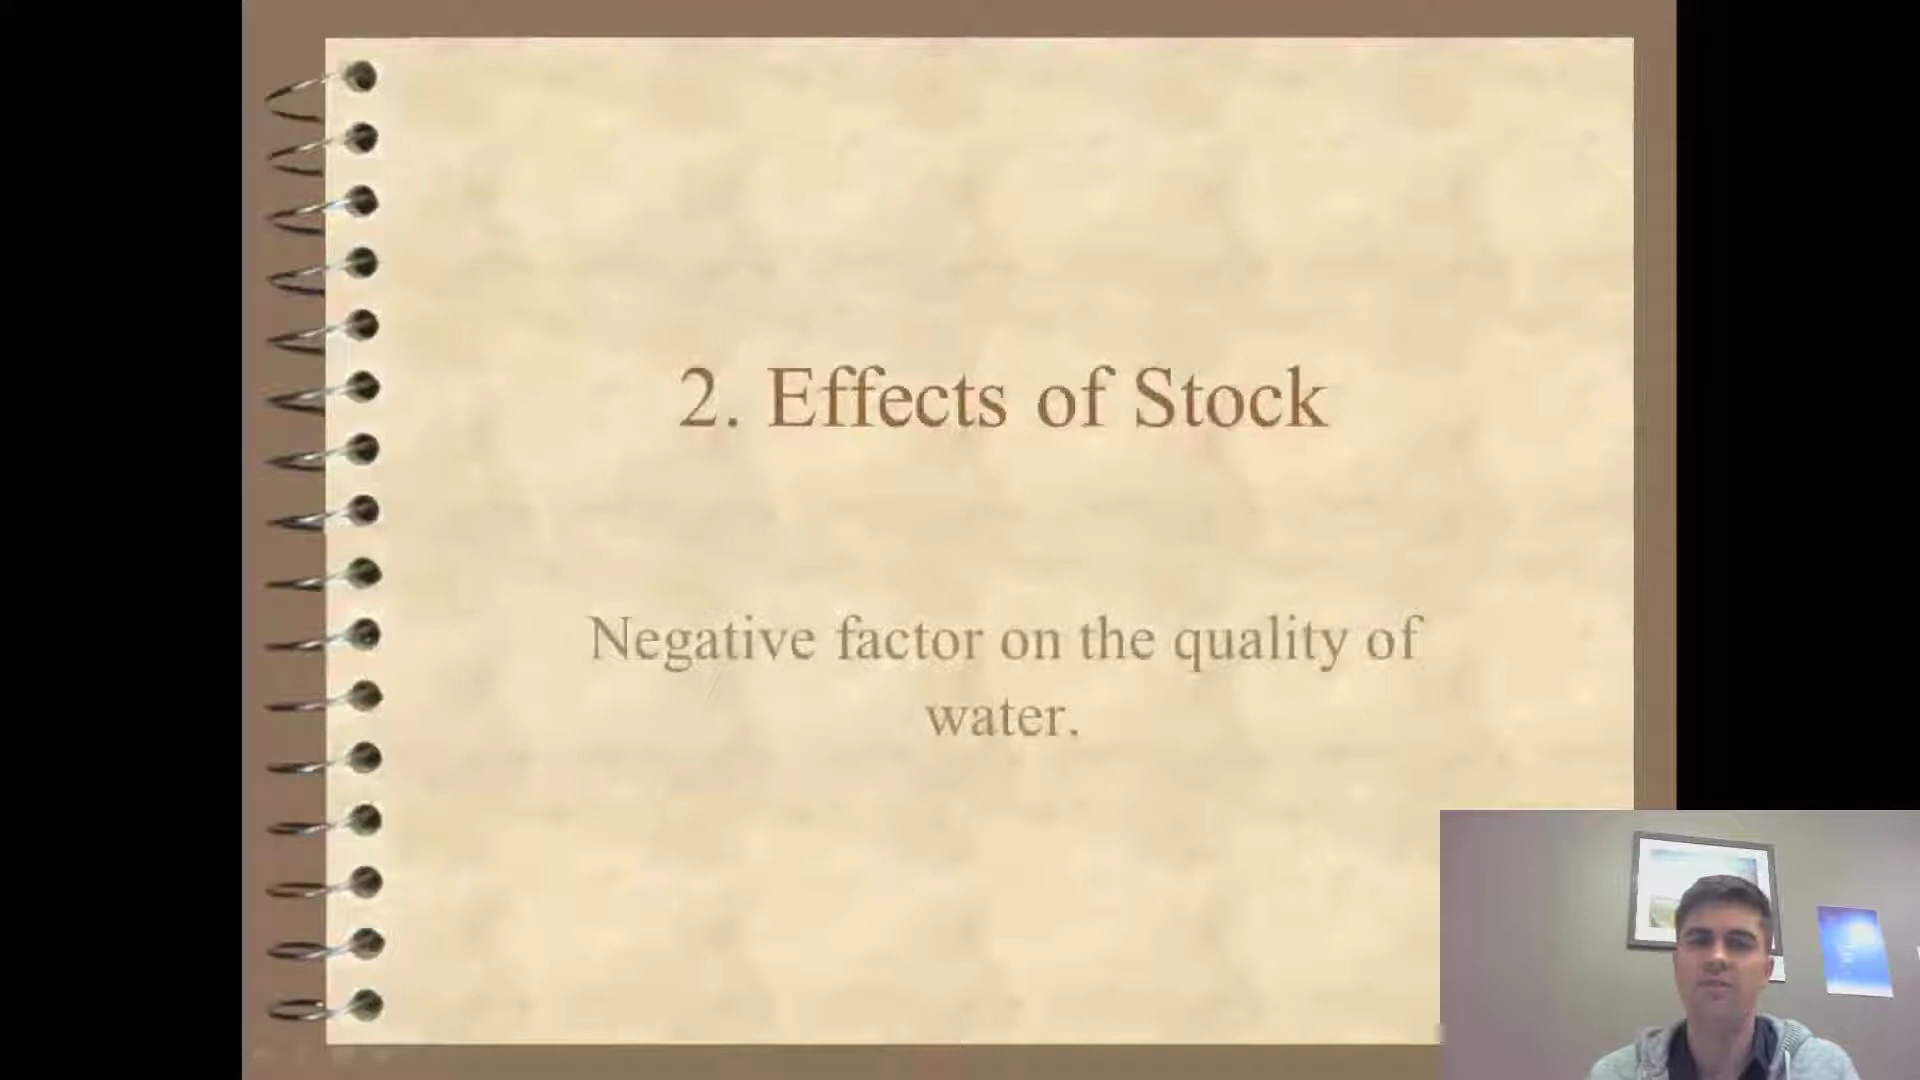 2. Effects of Stock
Negative factor on the quality of
water.